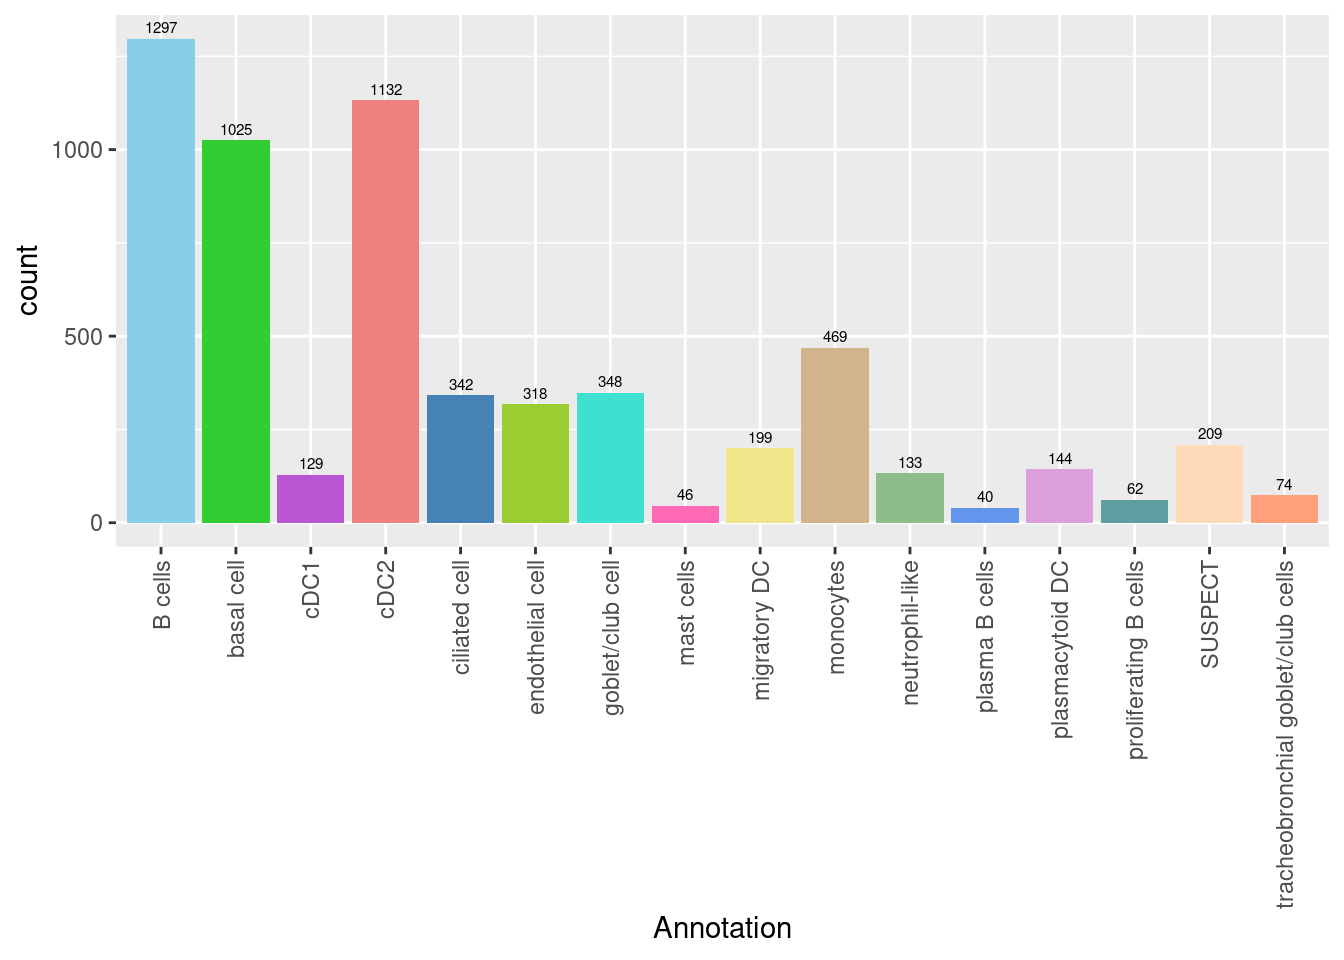 count
1000
500
0
1297
1025
129
1132
342
318
348
46
199
469
133
40
144
62
209
74
B cells
basal cell
cDC1
cDC2
ciliated cell
endothelial cell
goblet/club cell
mast cells
migratory DC
monocytes
neutrophil-like
plasma B cells
plasmacytoid DC
proliferating B cells
SUSPECT
tracheobronchial goblet/club cells
Annotation